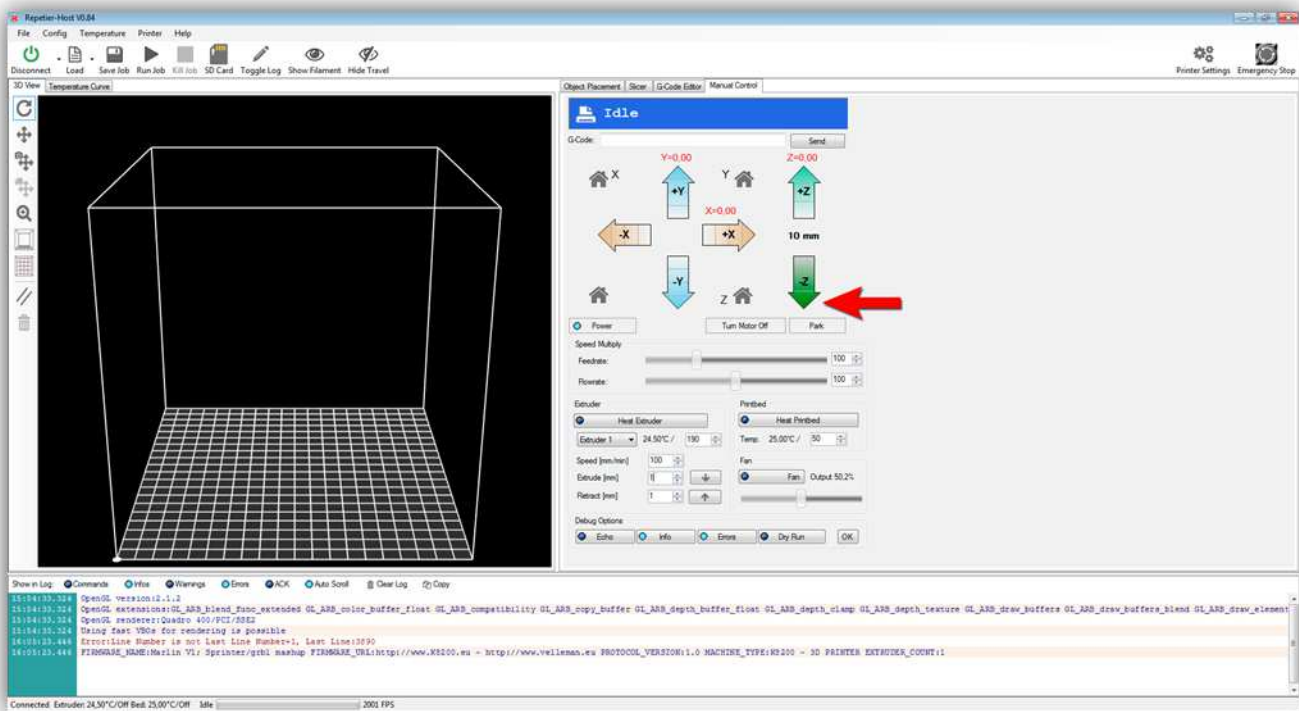 Repetier-Host V0.84
File Config Temperature Printer Help
Disconnect Load Save Job Run Job Kill Job SD Card Toggle Log Show Filament Hide Travel Printer Settings Emergency Stop
3D View Temperature Curve
Object Placement Slicer G-Code Editor Manual Control
Idle
G-Code: Send
Y=0.00 Z=0.00
X +Y Y +Z
X=0.00
-X +X 10 mm
-Y -Z
Z
Power Turn Motor Off Park
Speed Multiply
Feedrate: 100
Flowrate: 100
Extruder Printbed
Heat Extruder Heat Printbed
Extruder 1 24.50°C / 190 Temp. 25.00°C / 50
Speed [mm/min] 100 Fan
Extrude [mm] 1 Fan Output 50.2%
Retract [mm] 1
Debug Options
Echo Info Errors Dry Run OK
Show in Log: Commands Infos Warnings Errors ACK Auto Scroll Clear Log Copy
15:54:33.324 OpenGL version:2.1.2
15:54:33.324 OpenGL extensions:GL_ARB_blend_func_extended GL_ARB_color_buffer_float GL_ARB_compatibility GL_ARB_copy_buffer GL_ARB_depth_buffer_float GL_ARB_depth_clamp GL_ARB_depth_texture GL_ARB_draw_buffers GL_ARB_draw_buffers_blend GL_ARB_draw_element
15:54:33.324 OpenGL renderer:Quadro 400/PCI/SSE2
15:54:33.324 Using fast VBOs for rendering is possible
16:05:23.446 Error:Line Number is not Last Line Number+1, Last Line:3890
16:05:23.446 FIRMWARE_NAME:Marlin V1; Sprinter/grbl mashup FIRMWARE_URL:http://www.K8200.eu - http://www.velleman.eu PROTOCOL_VERSION:1.0 MACHINE_TYPE:K8200 - 3D PRINTER EXTRUDER_COUNT:1
Connected Extruder: 24,50°C/Off Bed: 25,00°C/Off Idle 2001 FPS